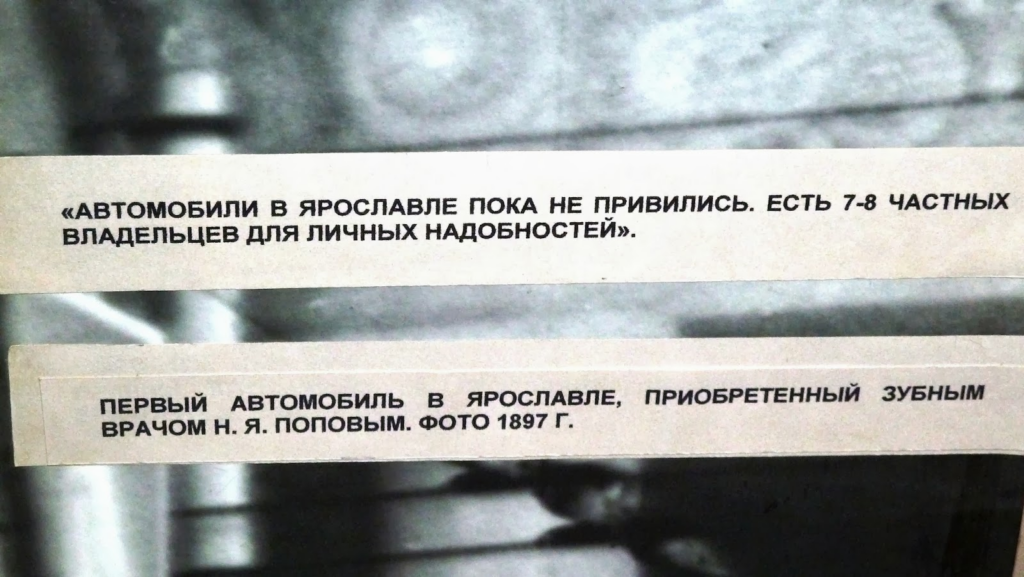 «АВТОМОБИЛИ В ЯРОСЛАВЛЕ ПОКА НЕ ПРИВИЛИСЬ. ЕСТЬ 7-8 ЧАСТНЫХ
ВЛАДЕЛЬЦЕВ ДЛЯ ЛИЧНЫХ НАДОБНОСТЕЙ».
ПЕРВЫЙ АВТОМОБИЛЬ В ЯРОСЛАВЛЕ, ПРИОБРЕТЕННЫЙ ЗУБНЫМ
ВРАЧОМ Н. Я. ПОПОВЫМ. ФОТО 1897 Г.